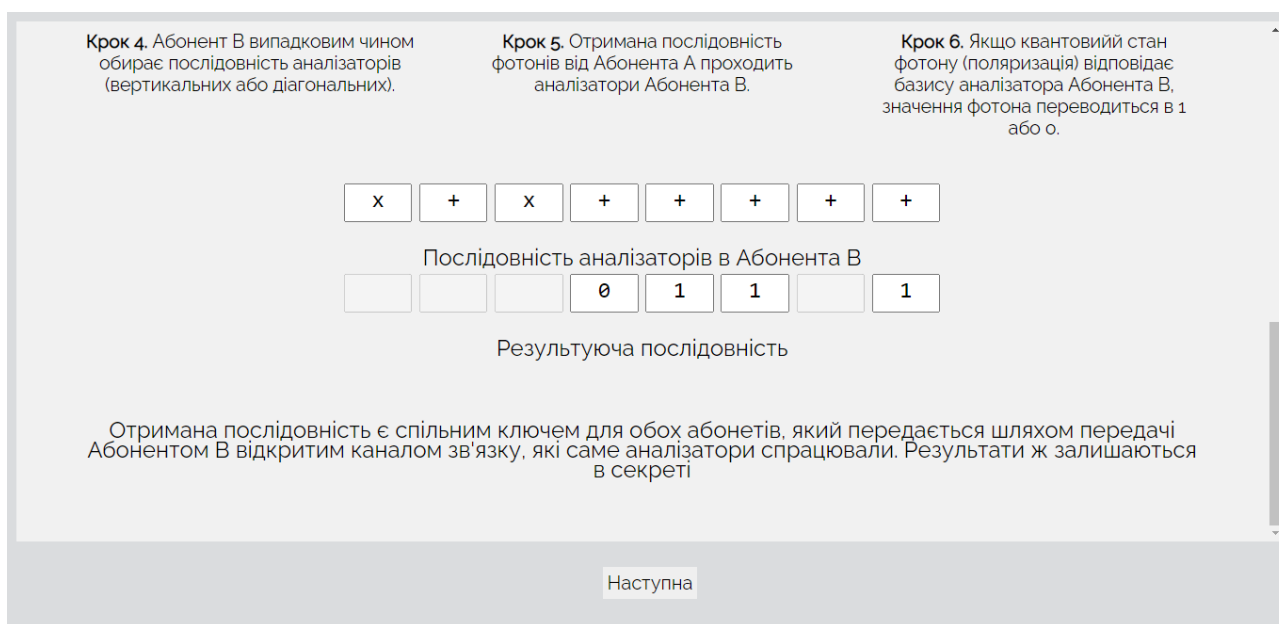 Крок 4. Абонент В випадковим чином
обирає послідовність аналізаторів
(вертикальних або діагональних).
Крок 5. Отримана послідовність
фотонів від Абонента А проходить
аналізатори Абонента В.
Крок 6. Якщо квантовийй стан
фотону (поляризація) відповідає
базису аналізатора Абонента В,
значення фотона переводиться в 1
або 0.
x + x + + + + +
Послідовність аналізаторів в Абонента В
0 1 1 1
Результуюча послідовність
Отримана послідовність є спільним ключем для обох абонетів, який передається шляхом передачі
Абонентом В відкритим каналом зв'язку, які саме аналізатори спрацювали. Результати ж залишаються
в секреті
Наступна